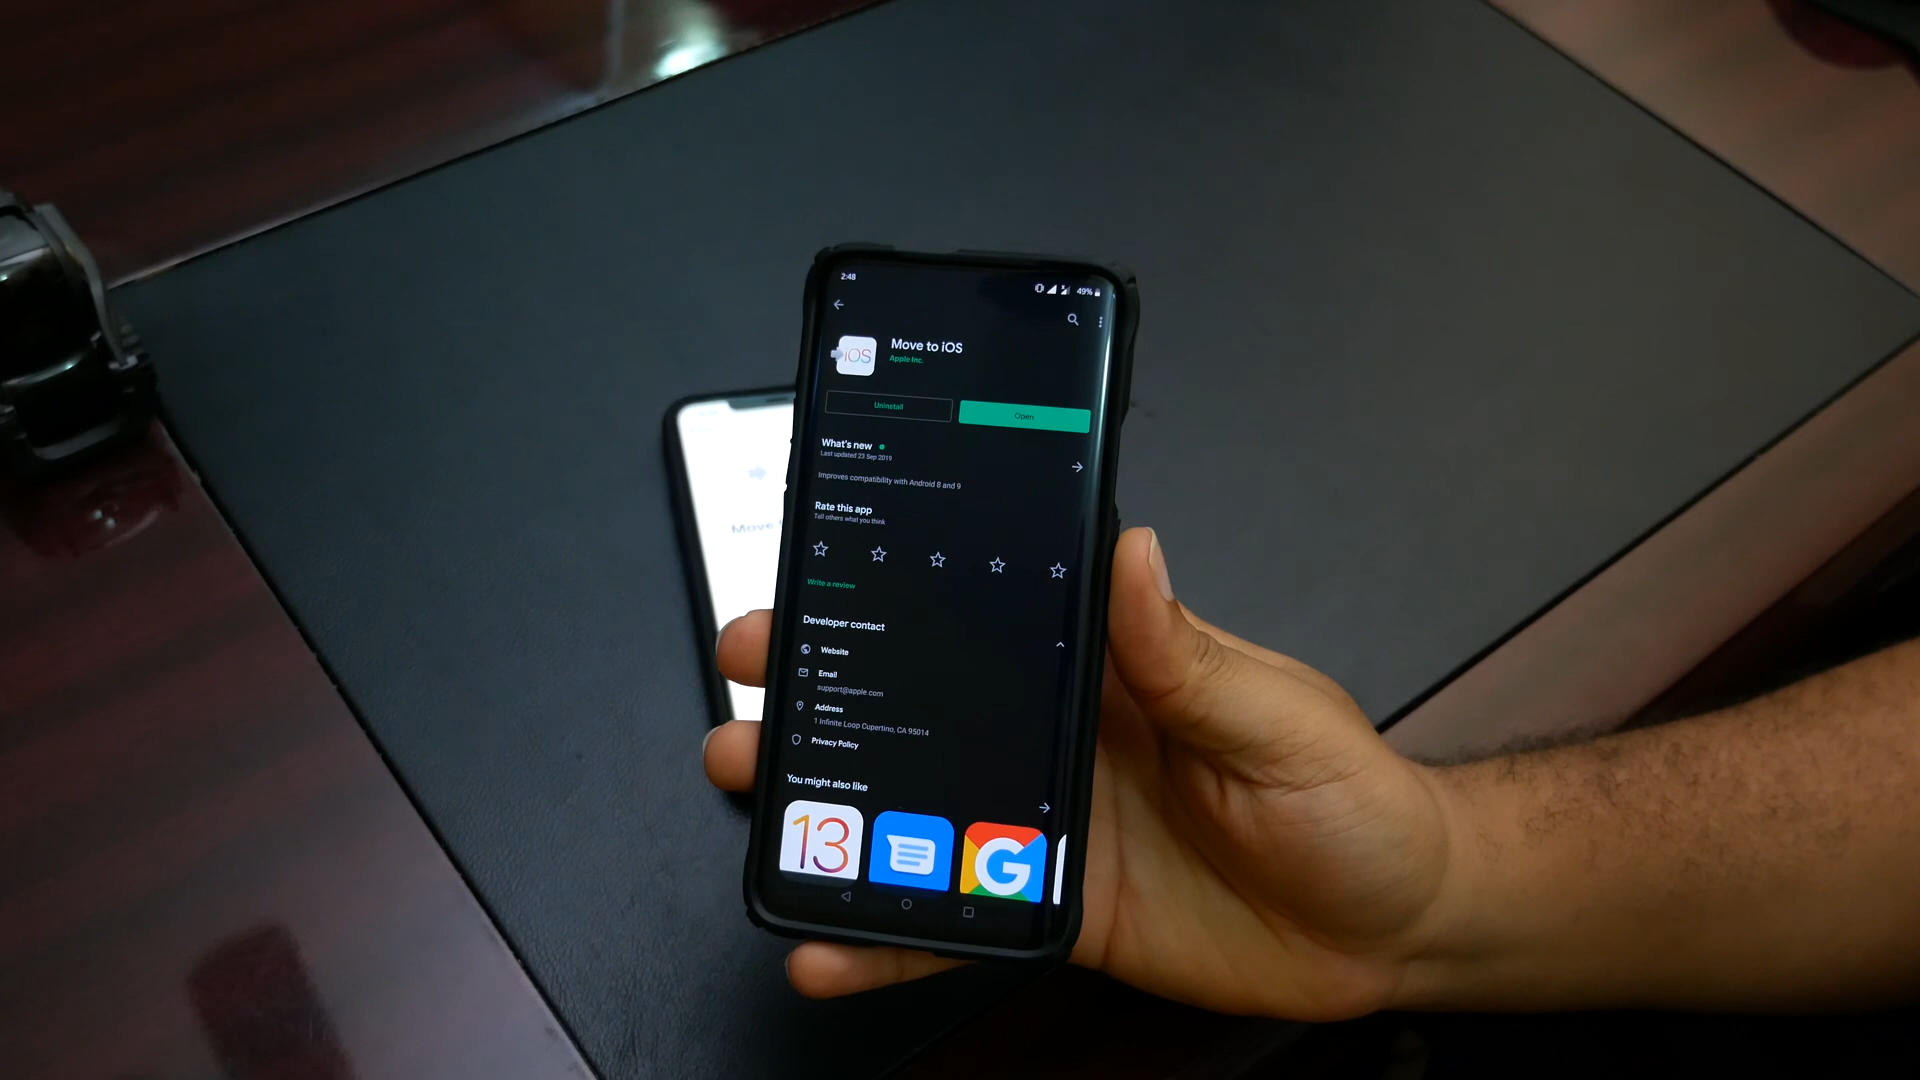 2:48
49%
iOS
Move to iOS
Apple Inc.
Uninstall
Open
What's new
Last updated 23 Sep 2019
Improves compatibility with Android 8 and 9
Rate this app
Tell others what you think
Write a review
Developer contact
Website
Email
support@apple.com
Address
1 Infinite Loop Cupertino, CA 95014
Privacy Policy
You might also like
13
G
Move